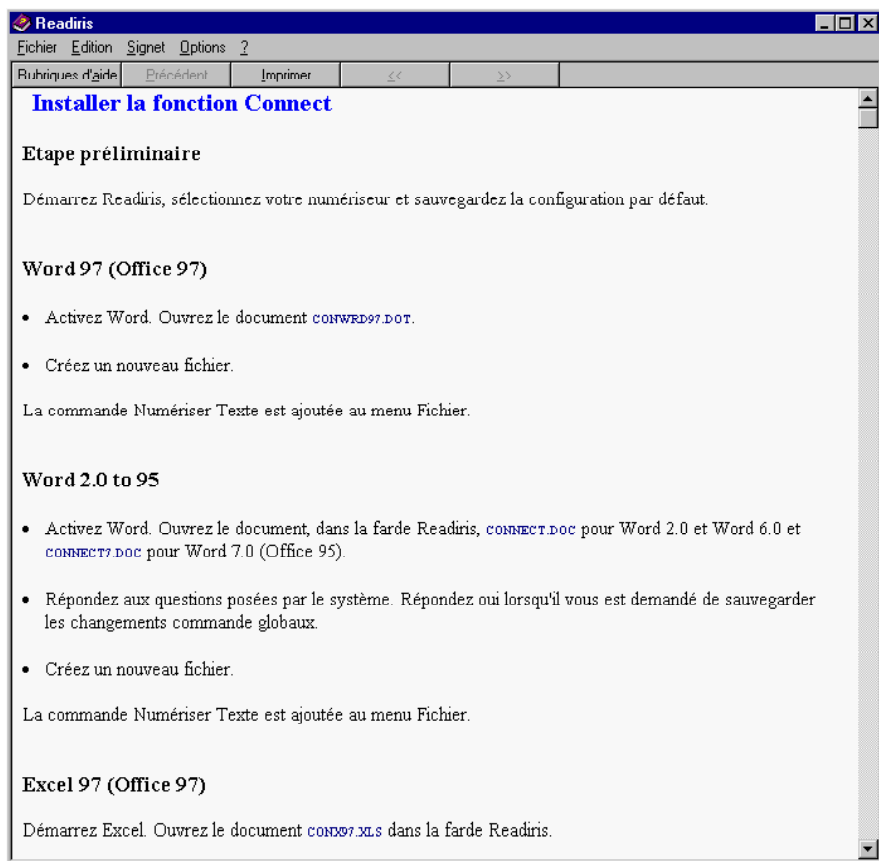 Readiris
Fichier Edition Signet Options ?
Rubriques d'aide Précédent Imprimer << >>
Installer la fonction Connect
Etape préliminaire
Démarrez Readiris, sélectionnez votre numériseur et sauvegardez la configuration par défaut.
Word 97 (Office 97)
• Activez Word. Ouvrez le document CONWRD97.DOT.
• Créez un nouveau fichier.
La commande Numériser Texte est ajoutée au menu Fichier.
Word 2.0 to 95
• Activez Word. Ouvrez le document, dans la farde Readiris, CONNECT.DOC pour Word 2.0 et Word 6.0 et
CONNECT7.DOC pour Word 7.0 (Office 95).
• Répondez aux questions posées par le système. Répondez oui lorsqu'il vous est demandé de sauvegarder
les changements commande globaux.
• Créez un nouveau fichier.
La commande Numériser Texte est ajoutée au menu Fichier.
Excel 97 (Office 97)
Démarrez Excel. Ouvrez le document CONX97.XLS dans la farde Readiris.